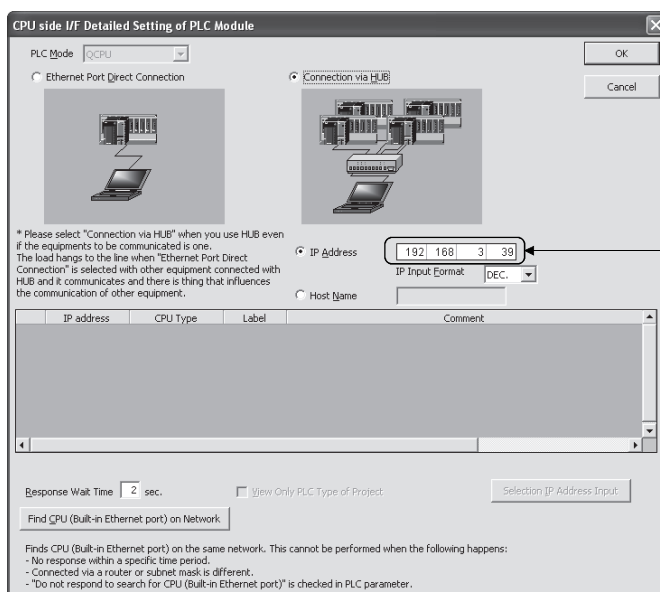 CPU side I/F Detailed Setting of PLC Module
PLC Mode QCPU
OK
Cancel
Ethernet Port Direct Connection
Connection via HUB
* Please select "Connection via HUB" when you use HUB even
if the equipments to be communicated is one.
The load hangs to the line when "Ethernet Port Direct
Connection" is selected with other equipment connected with
HUB and it communicates and there is thing that influences
the communication of other equipment.
IP Address 192 168 3 39
IP Input Format DEC.
Host Name
IP address CPU Type Label Comment
Response Wait Time 2 sec.
View Only PLC Type of Project
Selection IP Address Input
Find CPU (Built-in Ethernet port) on Network
Finds CPU (Built-in Ethernet port) on the same network. This cannot be performed when the following happens:
- No response within a specific time period.
- Connected via a router or subnet mask is different.
- "Do not respond to search for CPU (Built-in Ethernet port)" is checked in PLC parameter.